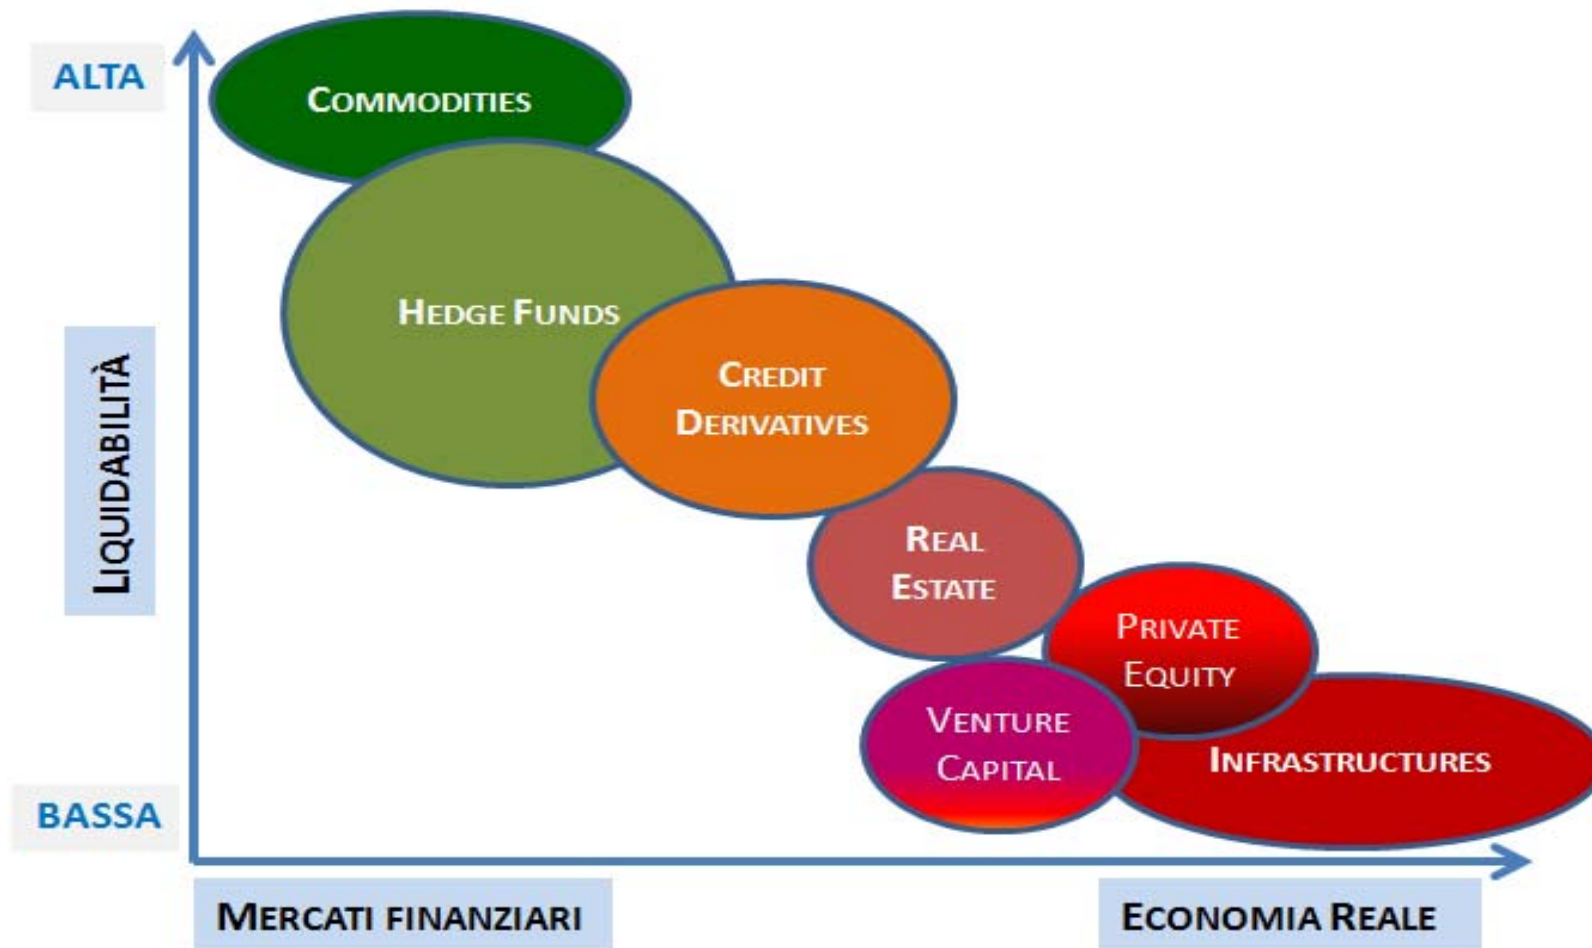 ALTA
COMMODITIES
HEDGE FUNDS
CREDIT
DERIVATIVES
LIQUIDABILITÀ
REAL
ESTATE
PRIVATE
EQUITY
VENTURE
CAPITAL
INFRASTRUCTURES
BASSA
MERCATI FINANZIARI
ECONOMIA REALE